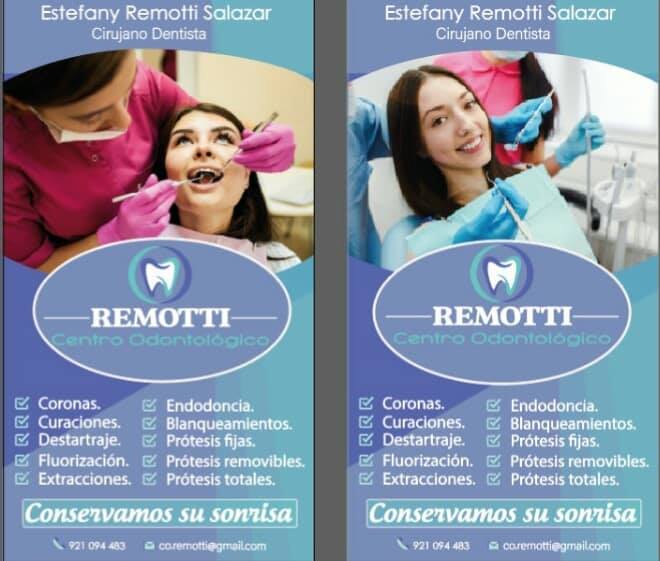 Estefany Remotti Salazar
Cirujano Dentista
REMOTTI
Centro Odontológico
Coronas.
Curaciones.
Destartraje.
Fluorización.
Extracciones.
Endodoncia.
Blanqueamientos.
Prótesis fijas.
Prótesis removibles.
Prótesis totales.
Conservamos su sonrisa
921 094 483
co.remotti@gmail.com
Estefany Remotti Salazar
Cirujano Dentista
REMOTTI
Centro Odontológico
Coronas.
Curaciones.
Destartraje.
Fluorización.
Extracciones.
Endodoncia.
Blanqueamientos.
Prótesis fijas.
Prótesis removibles.
Prótesis totales.
Conservamos su sonrisa
921 094 483
co.remotti@gmail.com